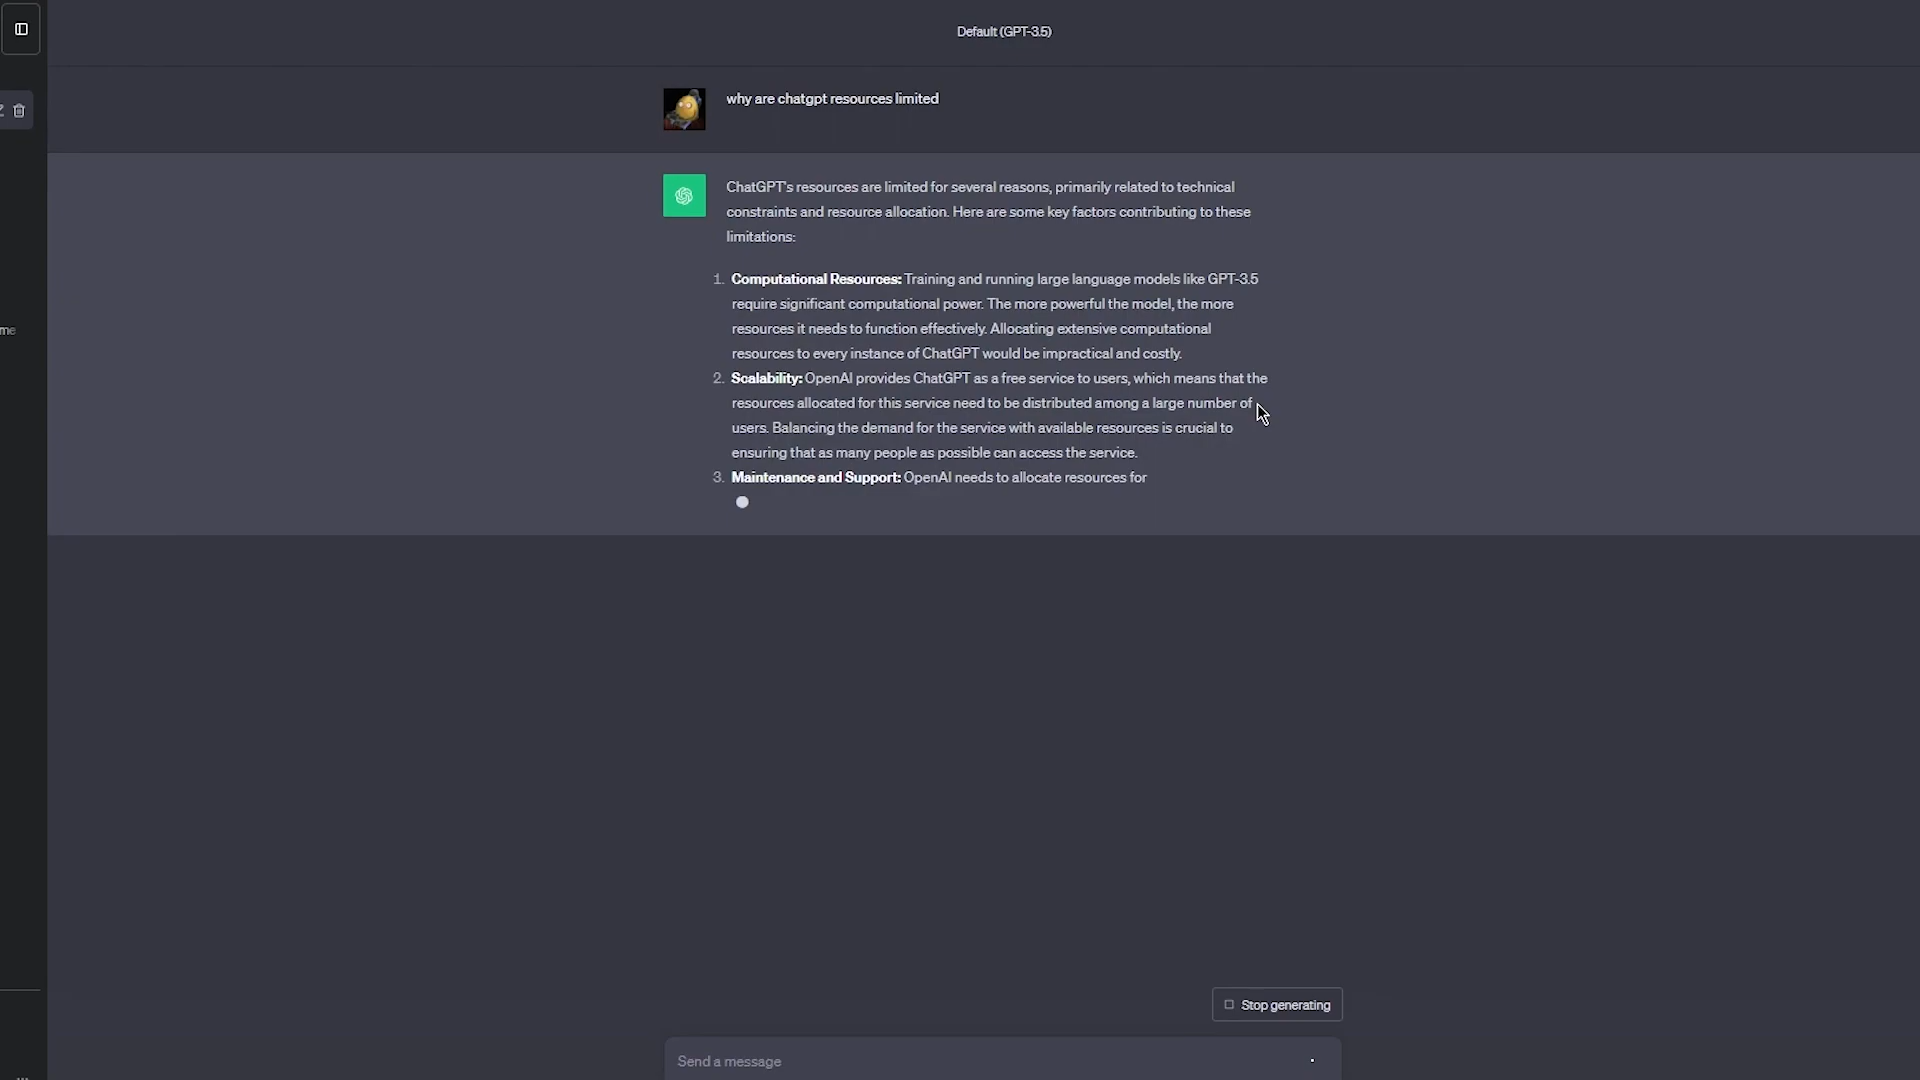 Default (GPT-3.5)
why are chatgpt resources limited
ChatGPT's resources are limited for several reasons, primarily related to technical
constraints and resource allocation. Here are some key factors contributing to these
limitations:
1. Computational Resources: Training and running large language models like GPT-3.5
require significant computational power. The more powerful the model, the more
resources it needs to function effectively. Allocating extensive computational
resources to every instance of ChatGPT would be impractical and costly.
2. Scalability: OpenAI provides ChatGPT as a free service to users, which means that the
me
resources allocated for this service need to be distributed among a large number of
users. Balancing the demand for the service with available resources is crucial to
ensuring that as many people as possible can access the service.
3. Maintenance and Support: OpenAI needs to allocate resources for
Stop generating
Send a message